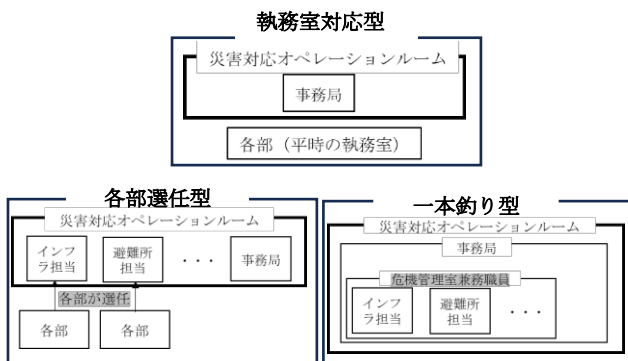 執務室対応型
災害対応オペレーションルーム
事務局
各部（平時の執務室）
各部選任型
災害対応オペレーションルーム
インフ
ラ担当
避難所
担当
・・・
事務局
各部が選任
各部
各部
一本釣り型
災害対応オペレーションルーム
事務局
危機管理室兼務職員
インフ
ラ担当
避難所
担当
・・・